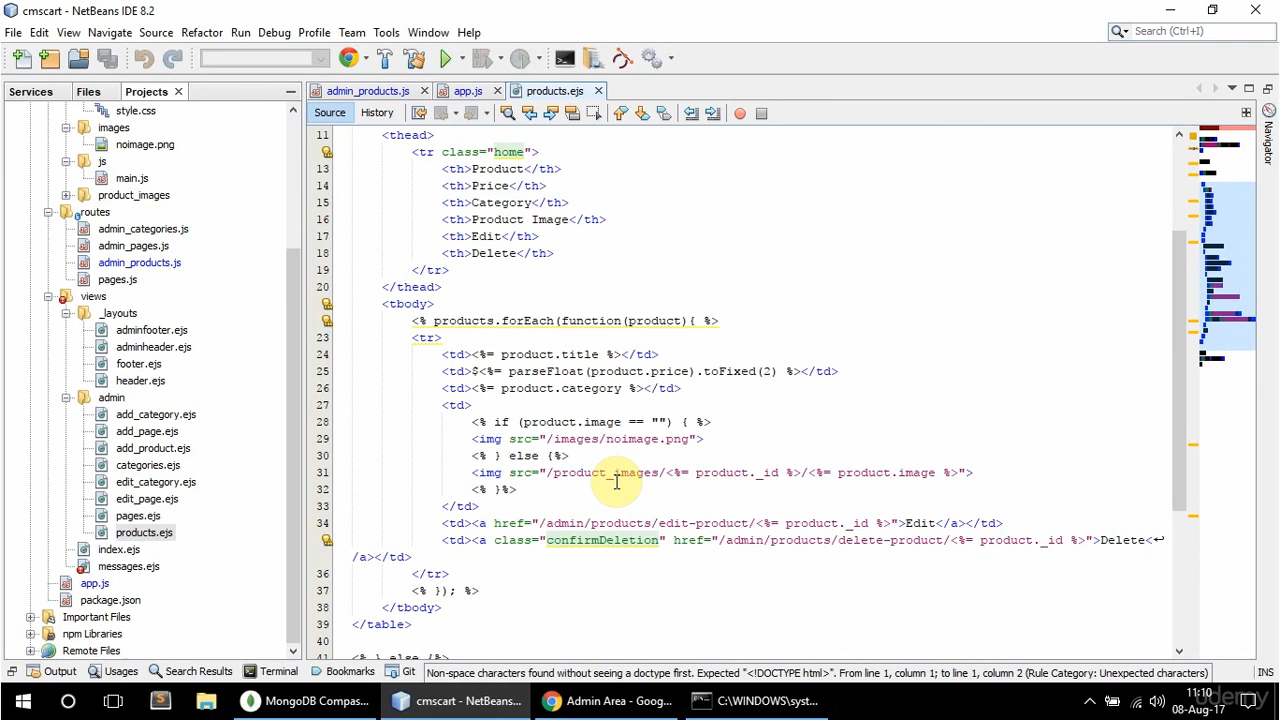 cmscart - NetBeans IDE 8.2
File Edit View Navigate Source Refactor Run Debug Profile Team Tools Window Help
Search (Ctrl+I)
Services Files Projects
admin_products.js app.js products.ejs
Source History
Navigator
style.css
images
noimage.png
js
main.js
product_images
routes
admin_categories.js
admin_pages.js
admin_products.js
pages.js
views
_layouts
adminfooter.ejs
adminheader.ejs
footer.ejs
header.ejs
admin
add_category.ejs
add_page.ejs
add_product.ejs
categories.ejs
edit_category.ejs
edit_page.ejs
pages.ejs
products.ejs
index.ejs
messages.ejs
app.js
package.json
Important Files
npm Libraries
Remote Files
11 <thead>
<tr class="home">
13 <th>Product</th>
14 <th>Price</th>
15 <th>Category</th>
16 <th>Product Image</th>
17 <th>Edit</th>
18 <th>Delete</th>
19 </tr>
20 </thead>
<tbody>
<% products.forEach(function(product){ %>
23 <tr>
24 <td><%= product.title %></td>
25 <td>$<%= parseFloat(product.price).toFixed(2) %></td>
26 <td><%= product.category %></td>
27 <td>
28 <% if (product.image == "") { %>
29 <img src="/images/noimage.png">
30 <% } else {%>
31 <img src="/product_images/<%= product._id %>/<%= product.image %>">
32 <% }%>
33 </td>
34 <td><a href="/admin/products/edit-product/<%= product._id %>">Edit</a></td>
<td><a class="confirmDeletion" href="/admin/products/delete-product/<%= product._id %>">Delete<
/a></td>
36 </tr>
37 <% }); %>
38 </tbody>
39 </table>
40
41 <% } else { %>
Output Usages Search Results Terminal Bookmarks Git
Non-space characters found without seeing a doctype first. Expected "<!DOCTYPE html>". From line 1, column 1; to line 1, column 2 (Rule Category: Unexpected characters)
INS
MongoDB Compas... cmscart - NetBeans... Admin Area - Goog... C:\WINDOWS\syst...
11:10
08-Aug-17
udemy